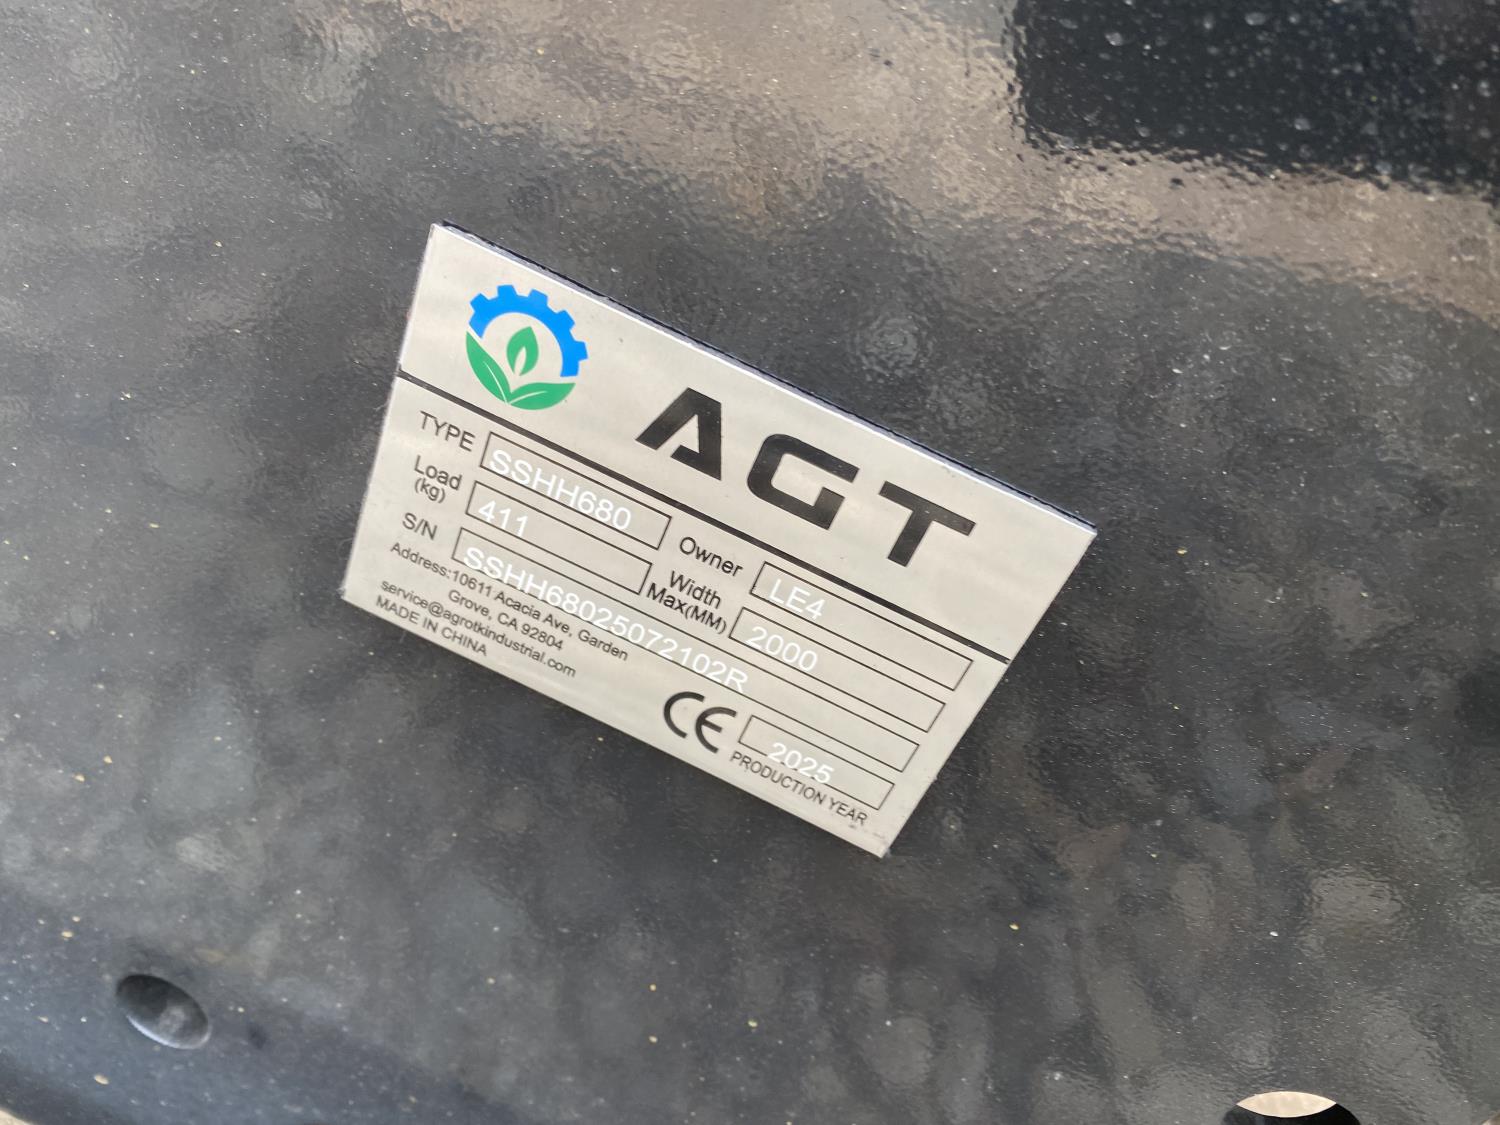 AGT
TYPE SSHH680 Owner LE4
Load (kg) 411 Width Max(MM) 2000
S/N SSHH68025072102R
Address:10611 Acacia Ave, Garden
Grove, CA 92804
service@agrotkindustrial.com
MADE IN CHINA
CE 2025
PRODUCTION YEAR